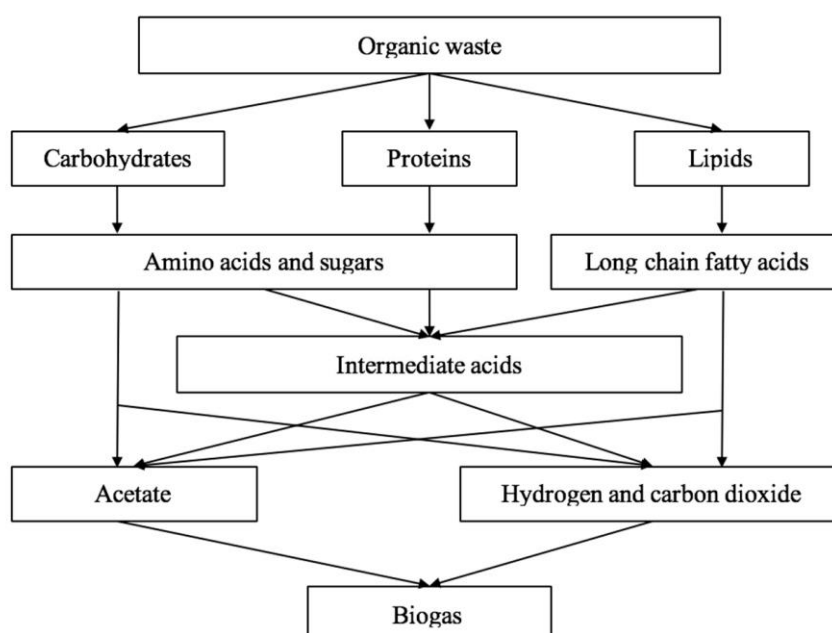 Organic waste
Carbohydrates
Proteins
Lipids
Amino acids and sugars
Long chain fatty acids
Intermediate acids
Acetate
Hydrogen and carbon dioxide
Biogas